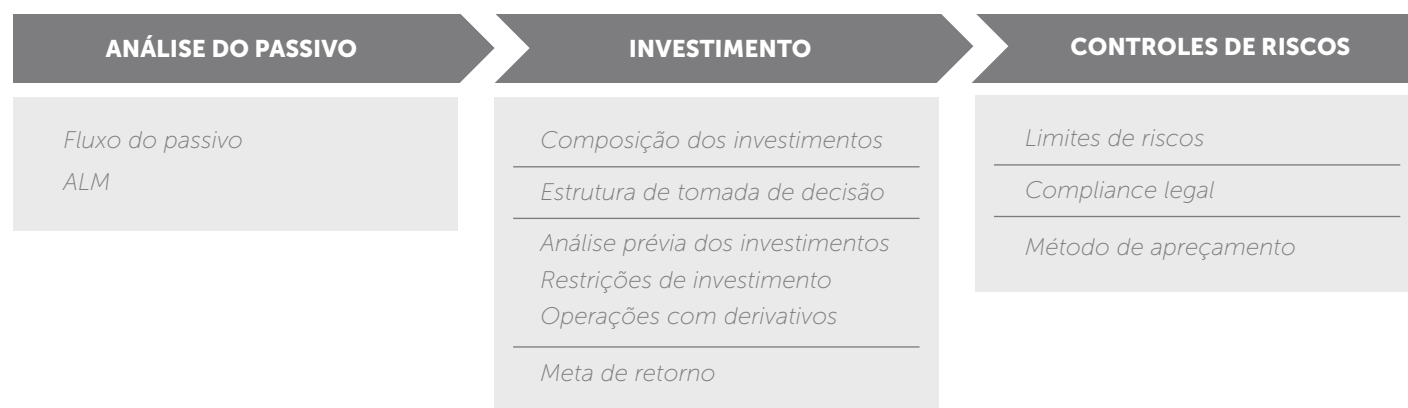 ANÁLISE DO PASSIVO
Fluxo do passivo
ALM
INVESTIMENTO
Composição dos investimentos
Estrutura de tomada de decisão
Análise prévia dos investimentos
Restrições de investimento
Operações com derivativos
Meta de retorno
CONTROLES DE RISCOS
Limites de riscos
Compliance legal
Método de apreçamento